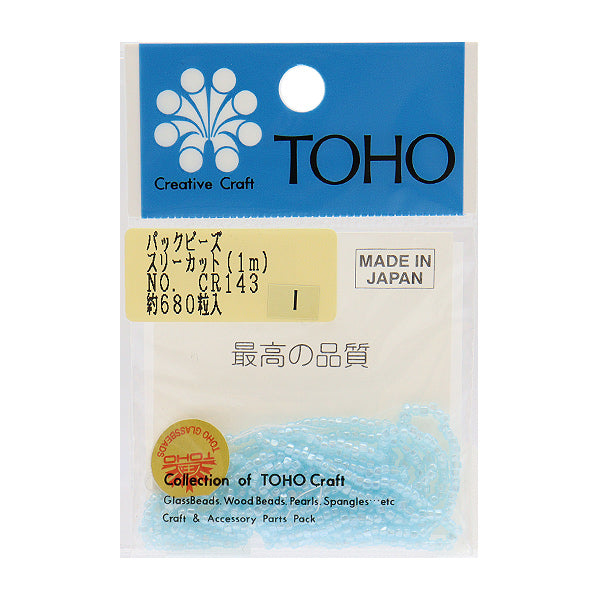 Creative Craft
TOHO
パックビーズ
スリーカット(1m)
NO. CR143
約680粒入
I
MADE IN
JAPAN
最高の品質
TOHO GLASSBEADS
TOHO
Collection of TOHO Craft
GlassBeads. Wood Beads. Pearls. Spangles…etc
Craft & Accessory Parts Pack